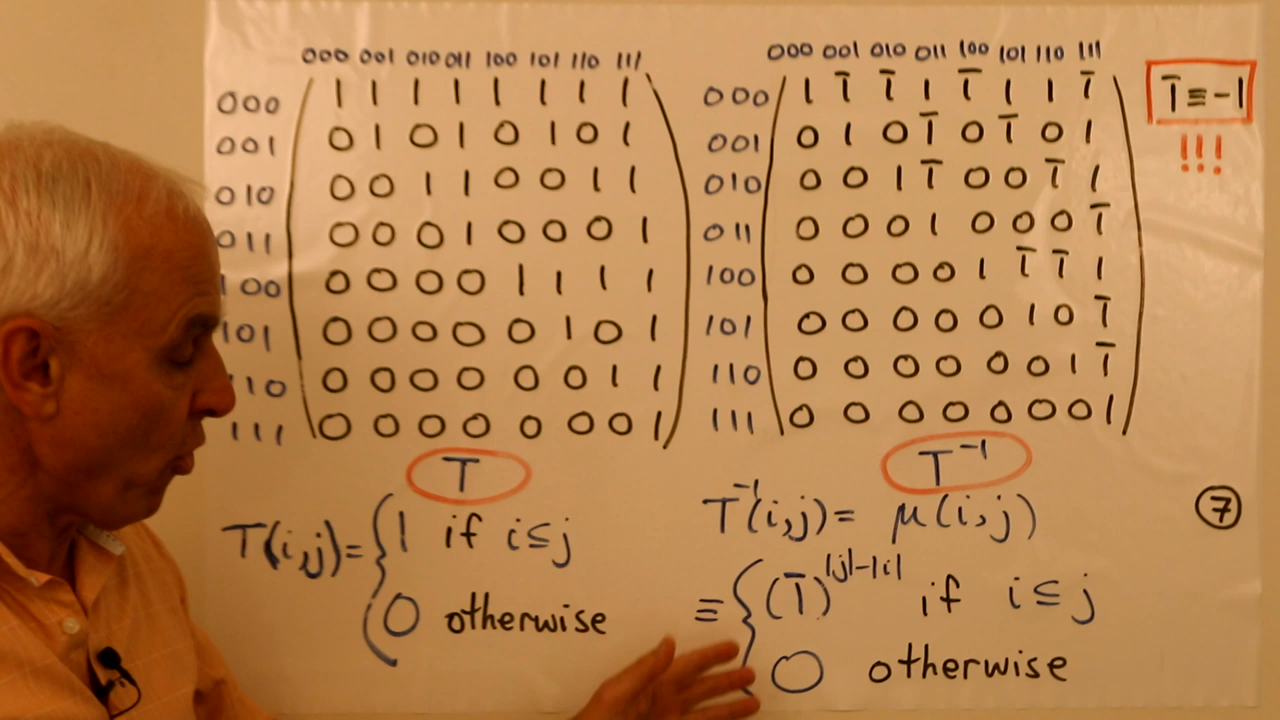 000 001 010 011 100 101 110 111
000 1 1 1 1 1 1 1 1
001 0 1 0 1 0 1 0 1
010 0 0 1 1 0 0 1 1
011 0 0 0 1 0 0 0 1
100 0 0 0 0 1 1 1 1
101 0 0 0 0 0 1 0 1
110 0 0 0 0 0 0 1 1
111 0 0 0 0 0 0 0 1
T
T(i,j)= { 1 if i≤j
0 otherwise
000 001 010 011 100 101 110 111
000 1 1̅ 1̅ 1 1̅ 1 1 1̅
001 0 1 0 1̅ 0 1̅ 0 1
010 0 0 1 1̅ 0 0 1̅ 1
011 0 0 0 1 0 0 0 1̅
100 0 0 0 0 1 1̅ 1̅ 1
101 0 0 0 0 0 1 0 1̅
110 0 0 0 0 0 0 1 1̅
111 0 0 0 0 0 0 0 1
T⁻¹
T⁻¹(i,j)= μ(i,j)
≡ { (1̅)^|j|-|i| if i≤j
0 otherwise
1̅ ≡ -1
!!!
7